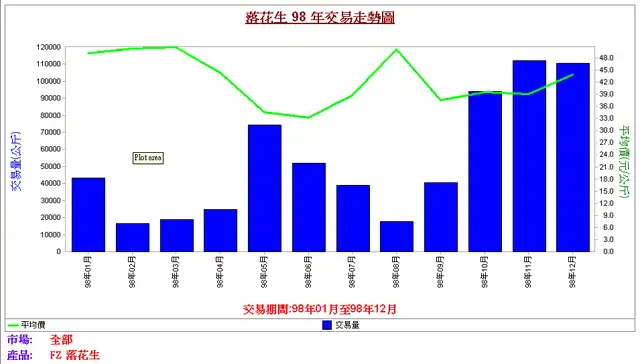 落花生 98 年交易走勢圖
120000
110000
100000
90000
80000
70000
60000
50000
40000
30000
20000
10000
0
交易量(公斤)
Plot area
48.0
45.0
42.0
39.0
36.0
33.0
30.0
27.0
24.0
21.0
18.0
15.0
12.0
9.0
6.0
3.0
0.0
平均價(元/公斤)
98年01月
98年02月
98年03月
98年04月
98年05月
98年06月
98年07月
98年08月
98年09月
98年10月
98年11月
98年12月
交易期間:98年01月至98年12月
平均價 交易量
市場: 全部
產品: FZ 落花生